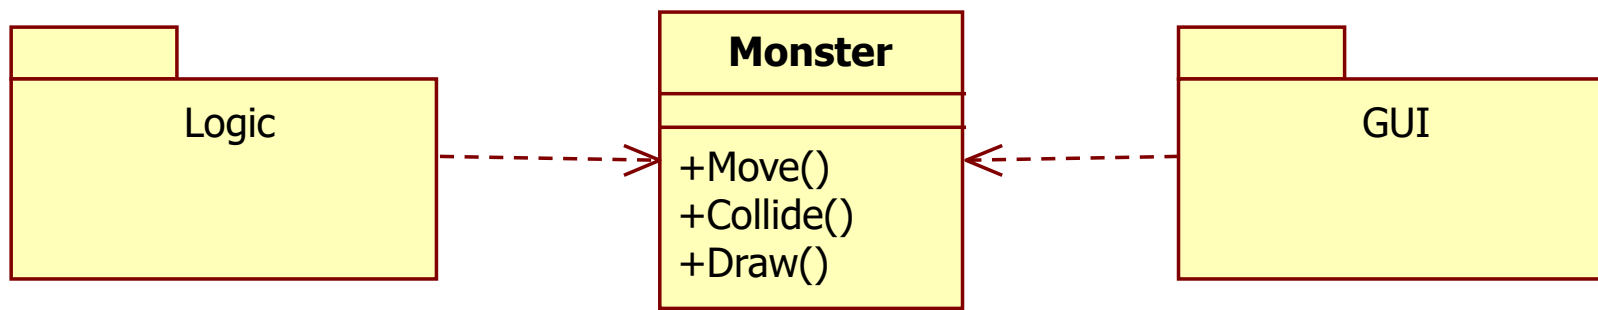 Logic
Monster
+Move()
+Collide()
+Draw()
GUI